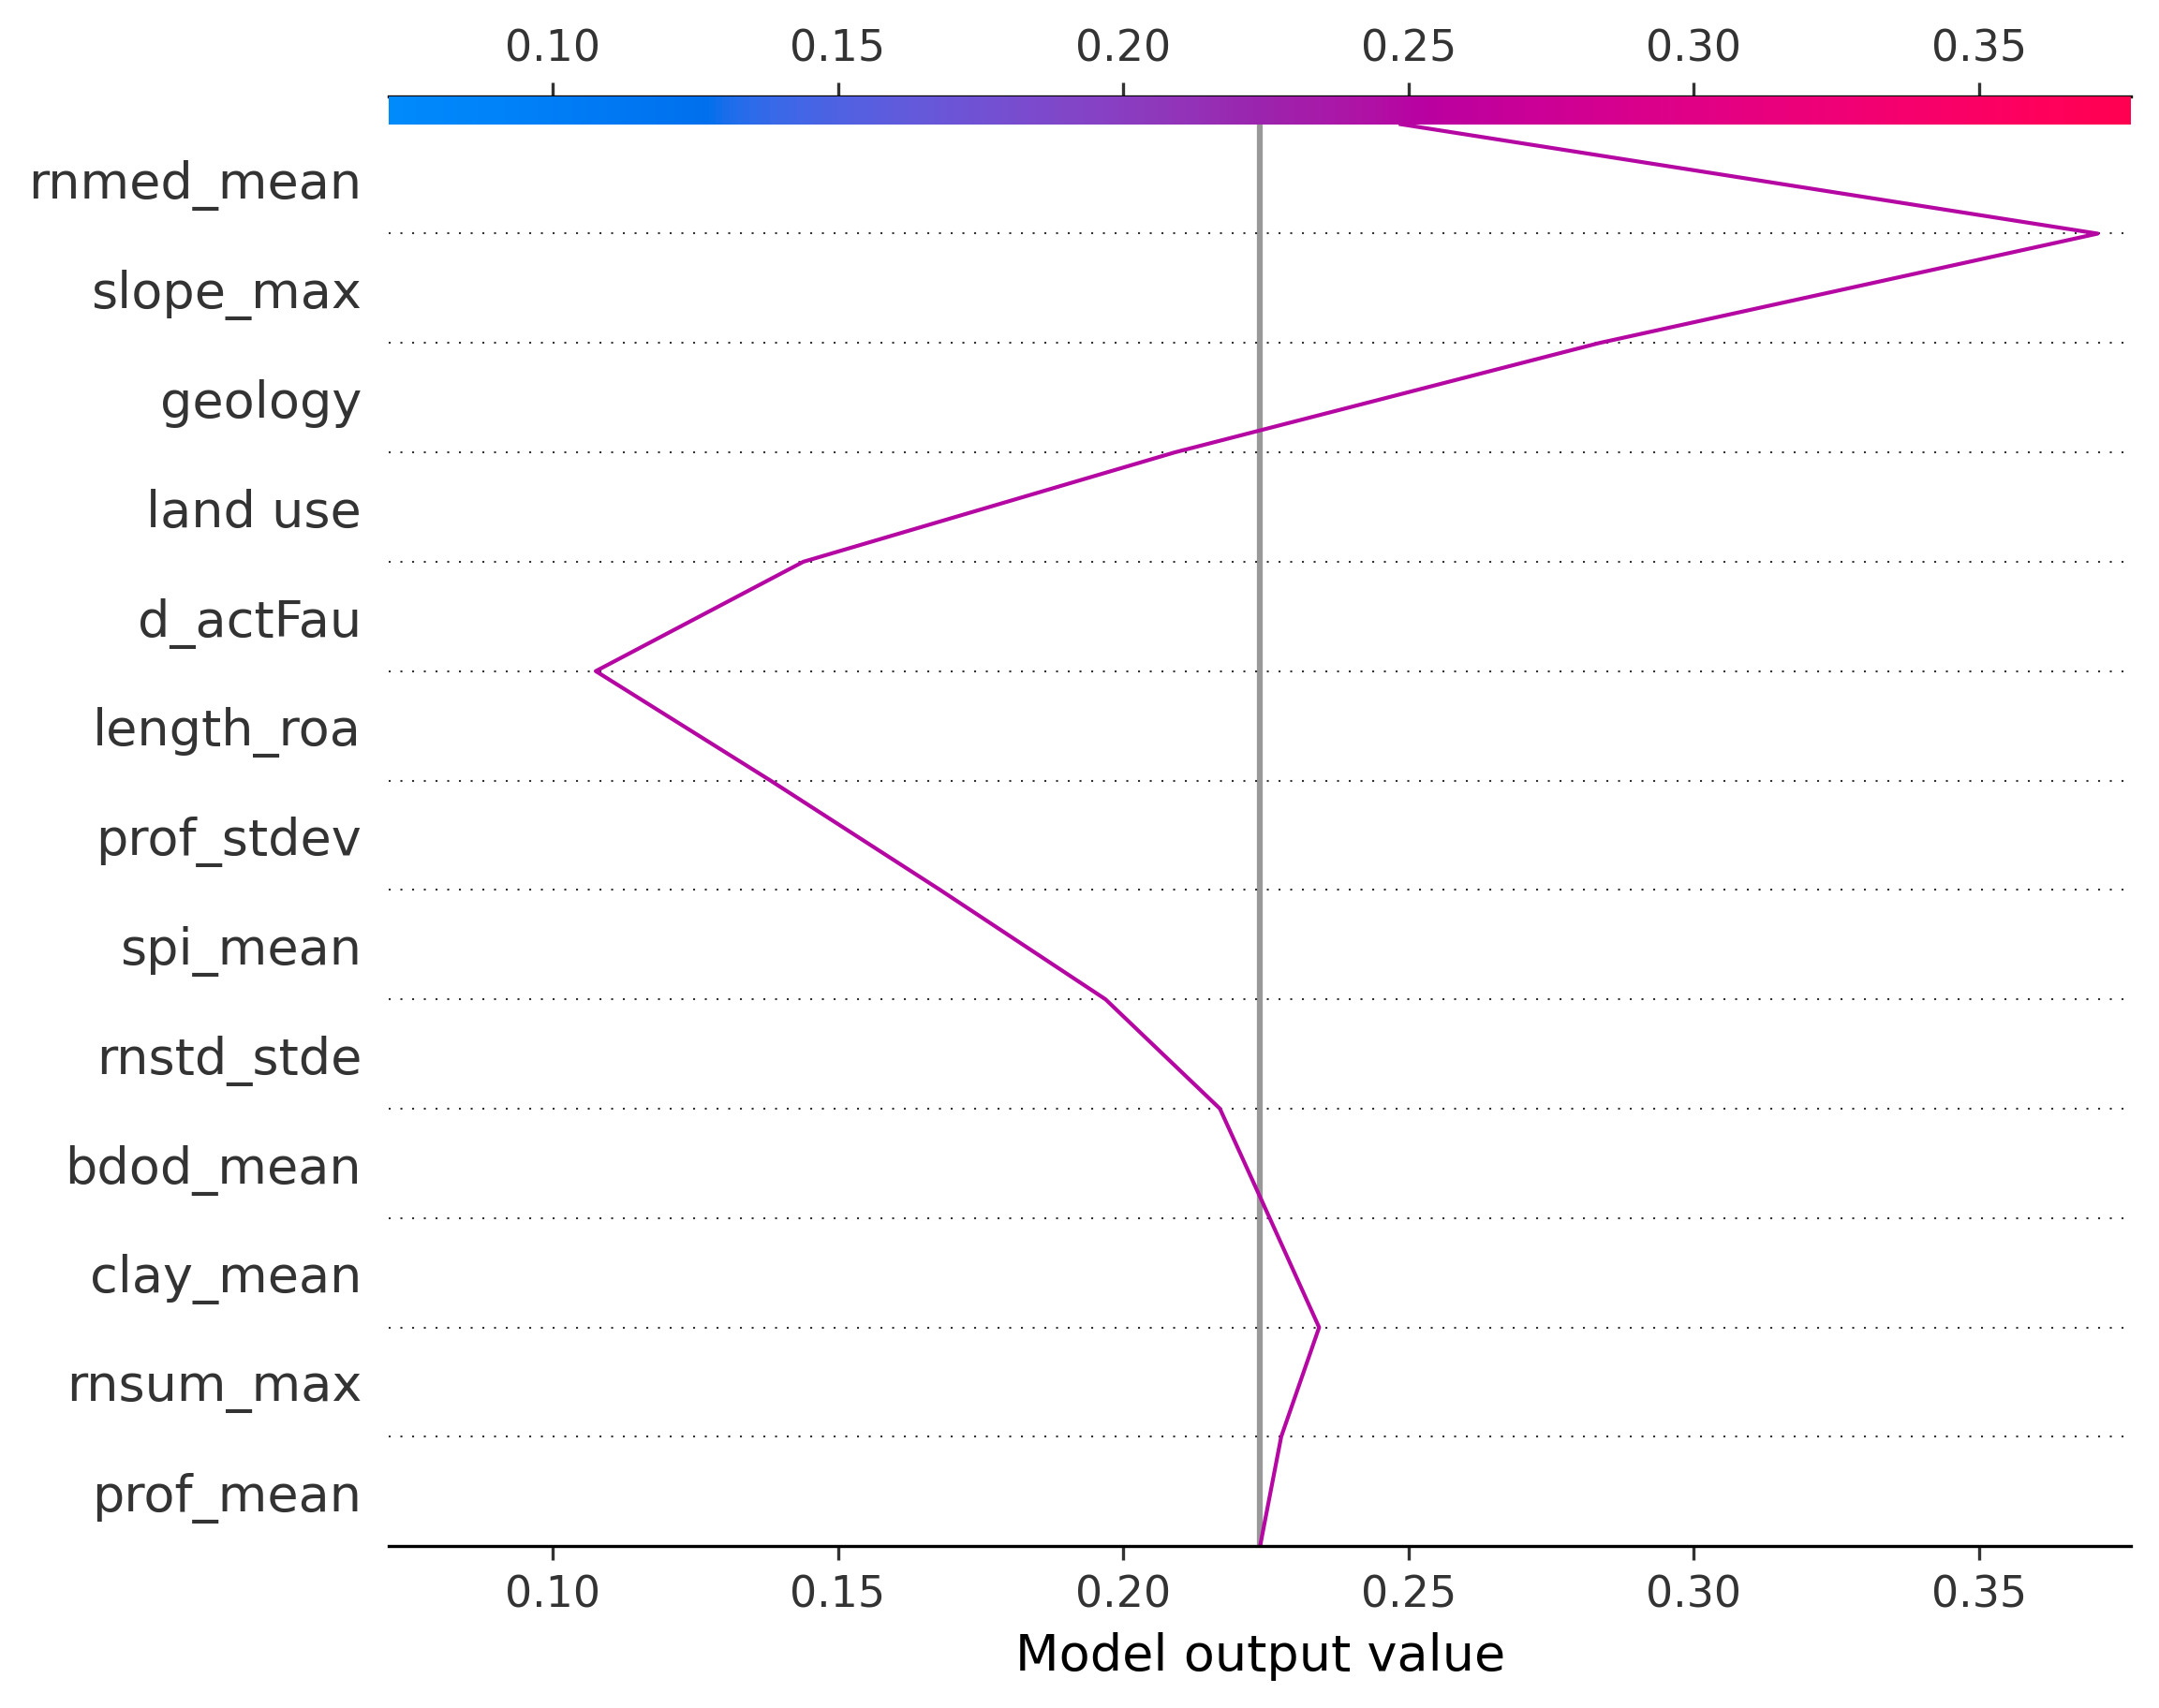 0.10 0.15 0.20 0.25 0.30 0.35
rnmed_mean
slope_max
geology
land use
d_actFau
length_roa
prof_stdev
spi_mean
rnstd_stde
bdod_mean
clay_mean
rnsum_max
prof_mean
0.10 0.15 0.20 0.25 0.30 0.35
Model output value